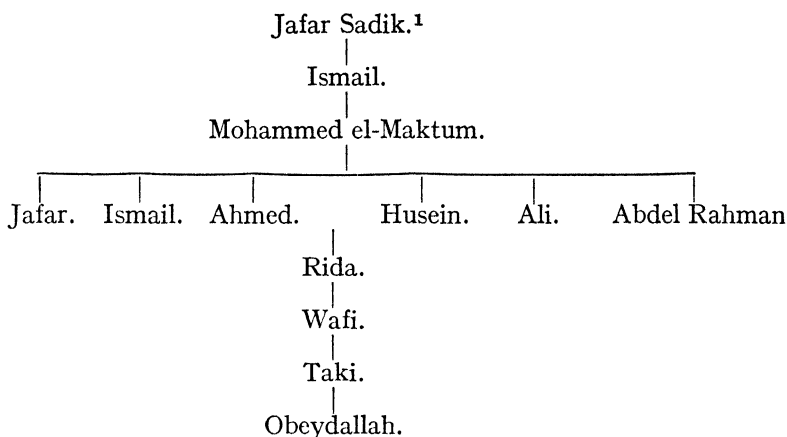 Jafar Sadik.¹
Ismail.
Mohammed el-Maktum.
Jafar. Ismail. Ahmed. Husein. Ali. Abdel Rahman
Rida.
Wafi.
Taki.
Obeydallah.